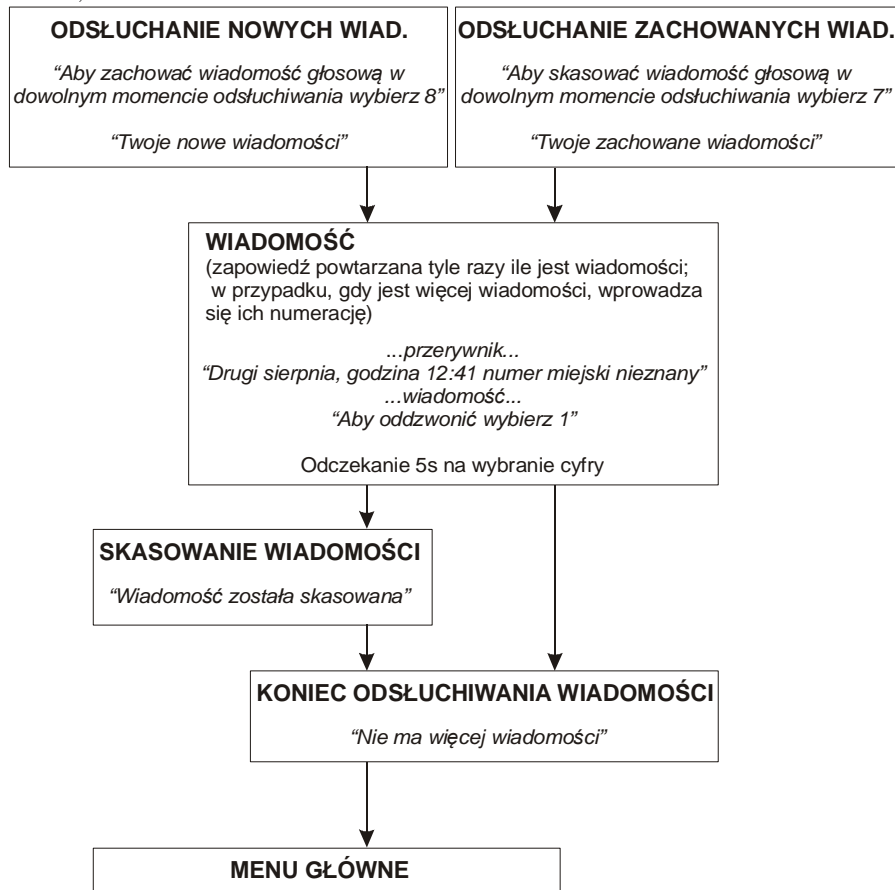 ODSŁUCHANIE NOWYCH WIAD.
“Aby zachować wiadomość głosową w
dowolnym momencie odsłuchiwania wybierz 8”
“Twoje nowe wiadomości”
ODSŁUCHANIE ZACHOWANYCH WIAD.
“Aby skasować wiadomość głosową w
dowolnym momencie odsłuchiwania wybierz 7”
“Twoje zachowane wiadomości”
WIADOMOŚĆ
(zapowiedź powtarzana tyle razy ile jest wiadomości;
w przypadku, gdy jest więcej wiadomości, wprowadza
się ich numerację)
...przerywnik...
“Drugi sierpnia, godzina 12:41 numer miejski nieznany”
...wiadomość...
“Aby oddzwonić wybierz 1”
Odczekanie 5s na wybranie cyfry
SKASOWANIE WIADOMOŚCI
“Wiadomość została skasowana”
KONIEC ODSŁUCHIWANIA WIADOMOŚCI
“Nie ma więcej wiadomości”
MENU GŁÓWNE